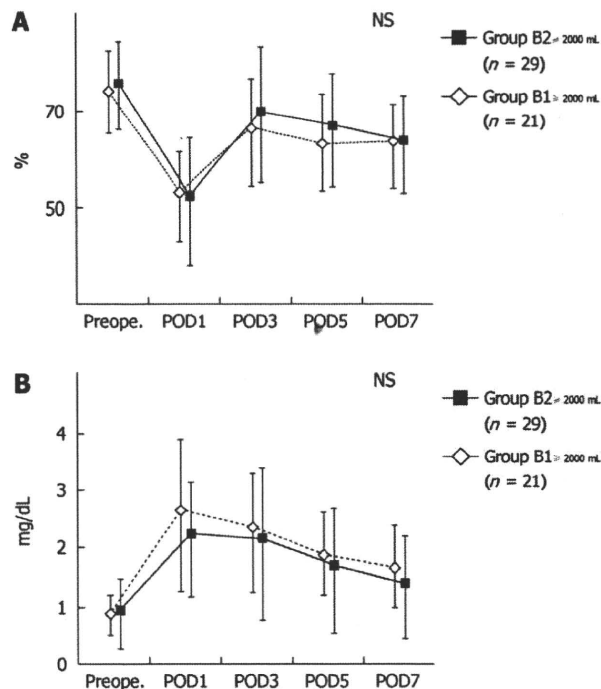 A
NS
Group B2 2000 mL
(n = 29)
Group B1 ≥ 2000 mL
(n = 21)
70
%
50
Preope. POD1 POD3 POD5 POD7
B
NS
Group B2 2000 mL
(n = 29)
Group B1 ≥ 2000 mL
(n = 21)
4
3
mg/dL
2
1
0
Preope. POD1 POD3 POD5 POD7